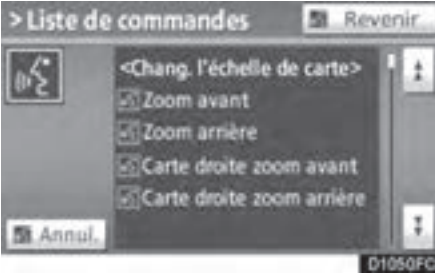 >Liste de commandes
Revenir
<Chang. l'échelle de carte>
Zoom avant
Zoom arrière
Carte droite zoom avant
Carte droite zoom arrière
Annul.
D1050FC